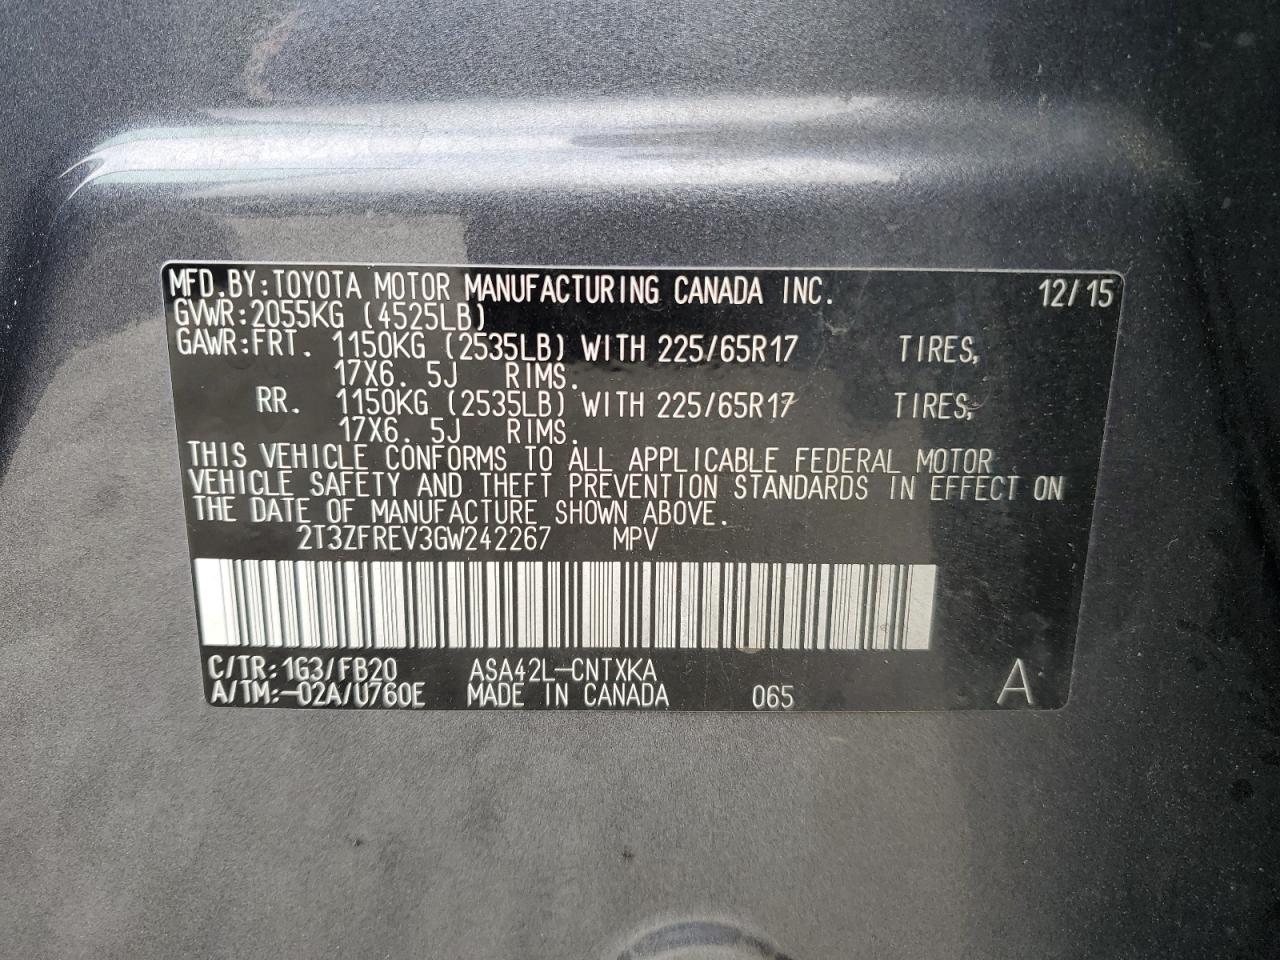 MFD. BY: TOYOTA MOTOR MANUFACTURING CANADA INC. 12/15
GVWR: 2055KG (4525LB)
GAWR: FRT. 1150KG (2535LB) WITH 225/65R17 TIRES,
17X6. 5J RIMS.
RR. 1150KG (2535LB) WITH 225/65R17 TIRES,
17X6. 5J RIMS.
THIS VEHICLE CONFORMS TO ALL APPLICABLE FEDERAL MOTOR
VEHICLE SAFETY AND THEFT PREVENTION STANDARDS IN EFFECT ON
THE DATE OF MANUFACTURE SHOWN ABOVE.
2T3ZFREV3GW242267 MPV
C/TR: 1G3/FB20 ASA42L-CNTXKA A
A/TM: -02A/U760E MADE IN CANADA 065